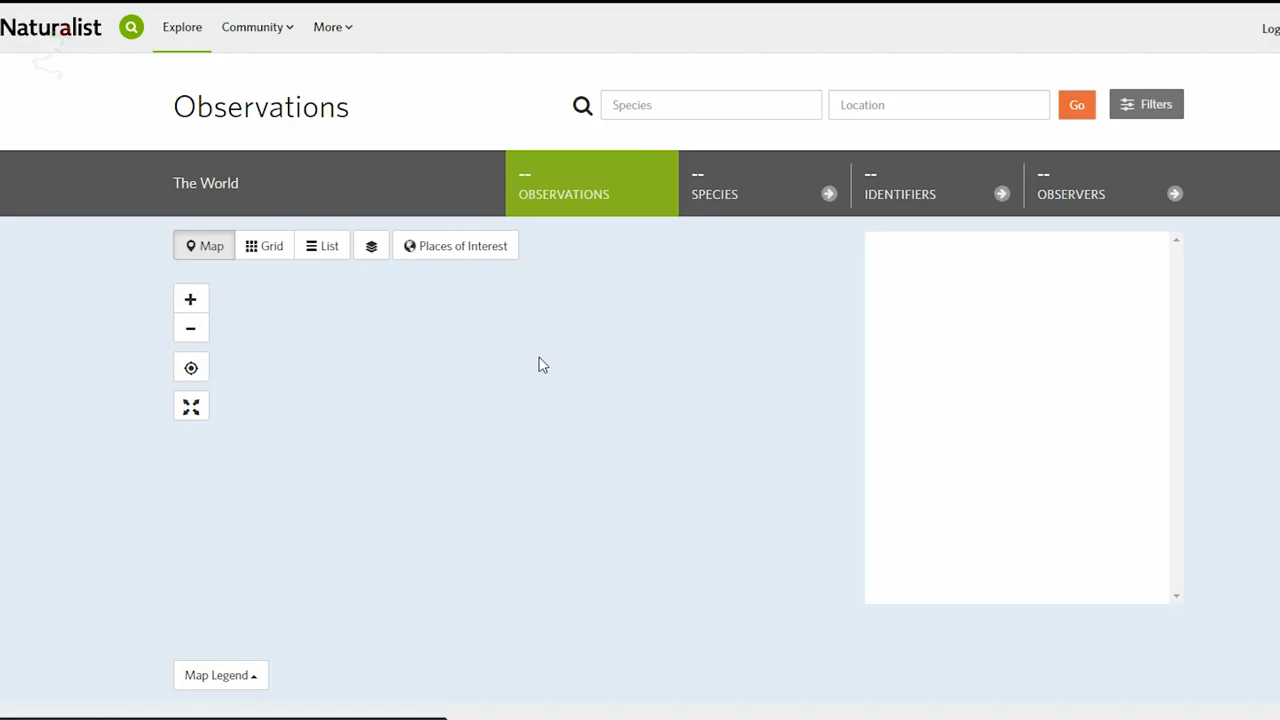 Naturalist
Explore
Community
More
Log
Observations
Species
Location
Go
Filters
The World
--
OBSERVATIONS
--
SPECIES
--
IDENTIFIERS
--
OBSERVERS
Map
Grid
List
Places of Interest
+
−
Map Legend